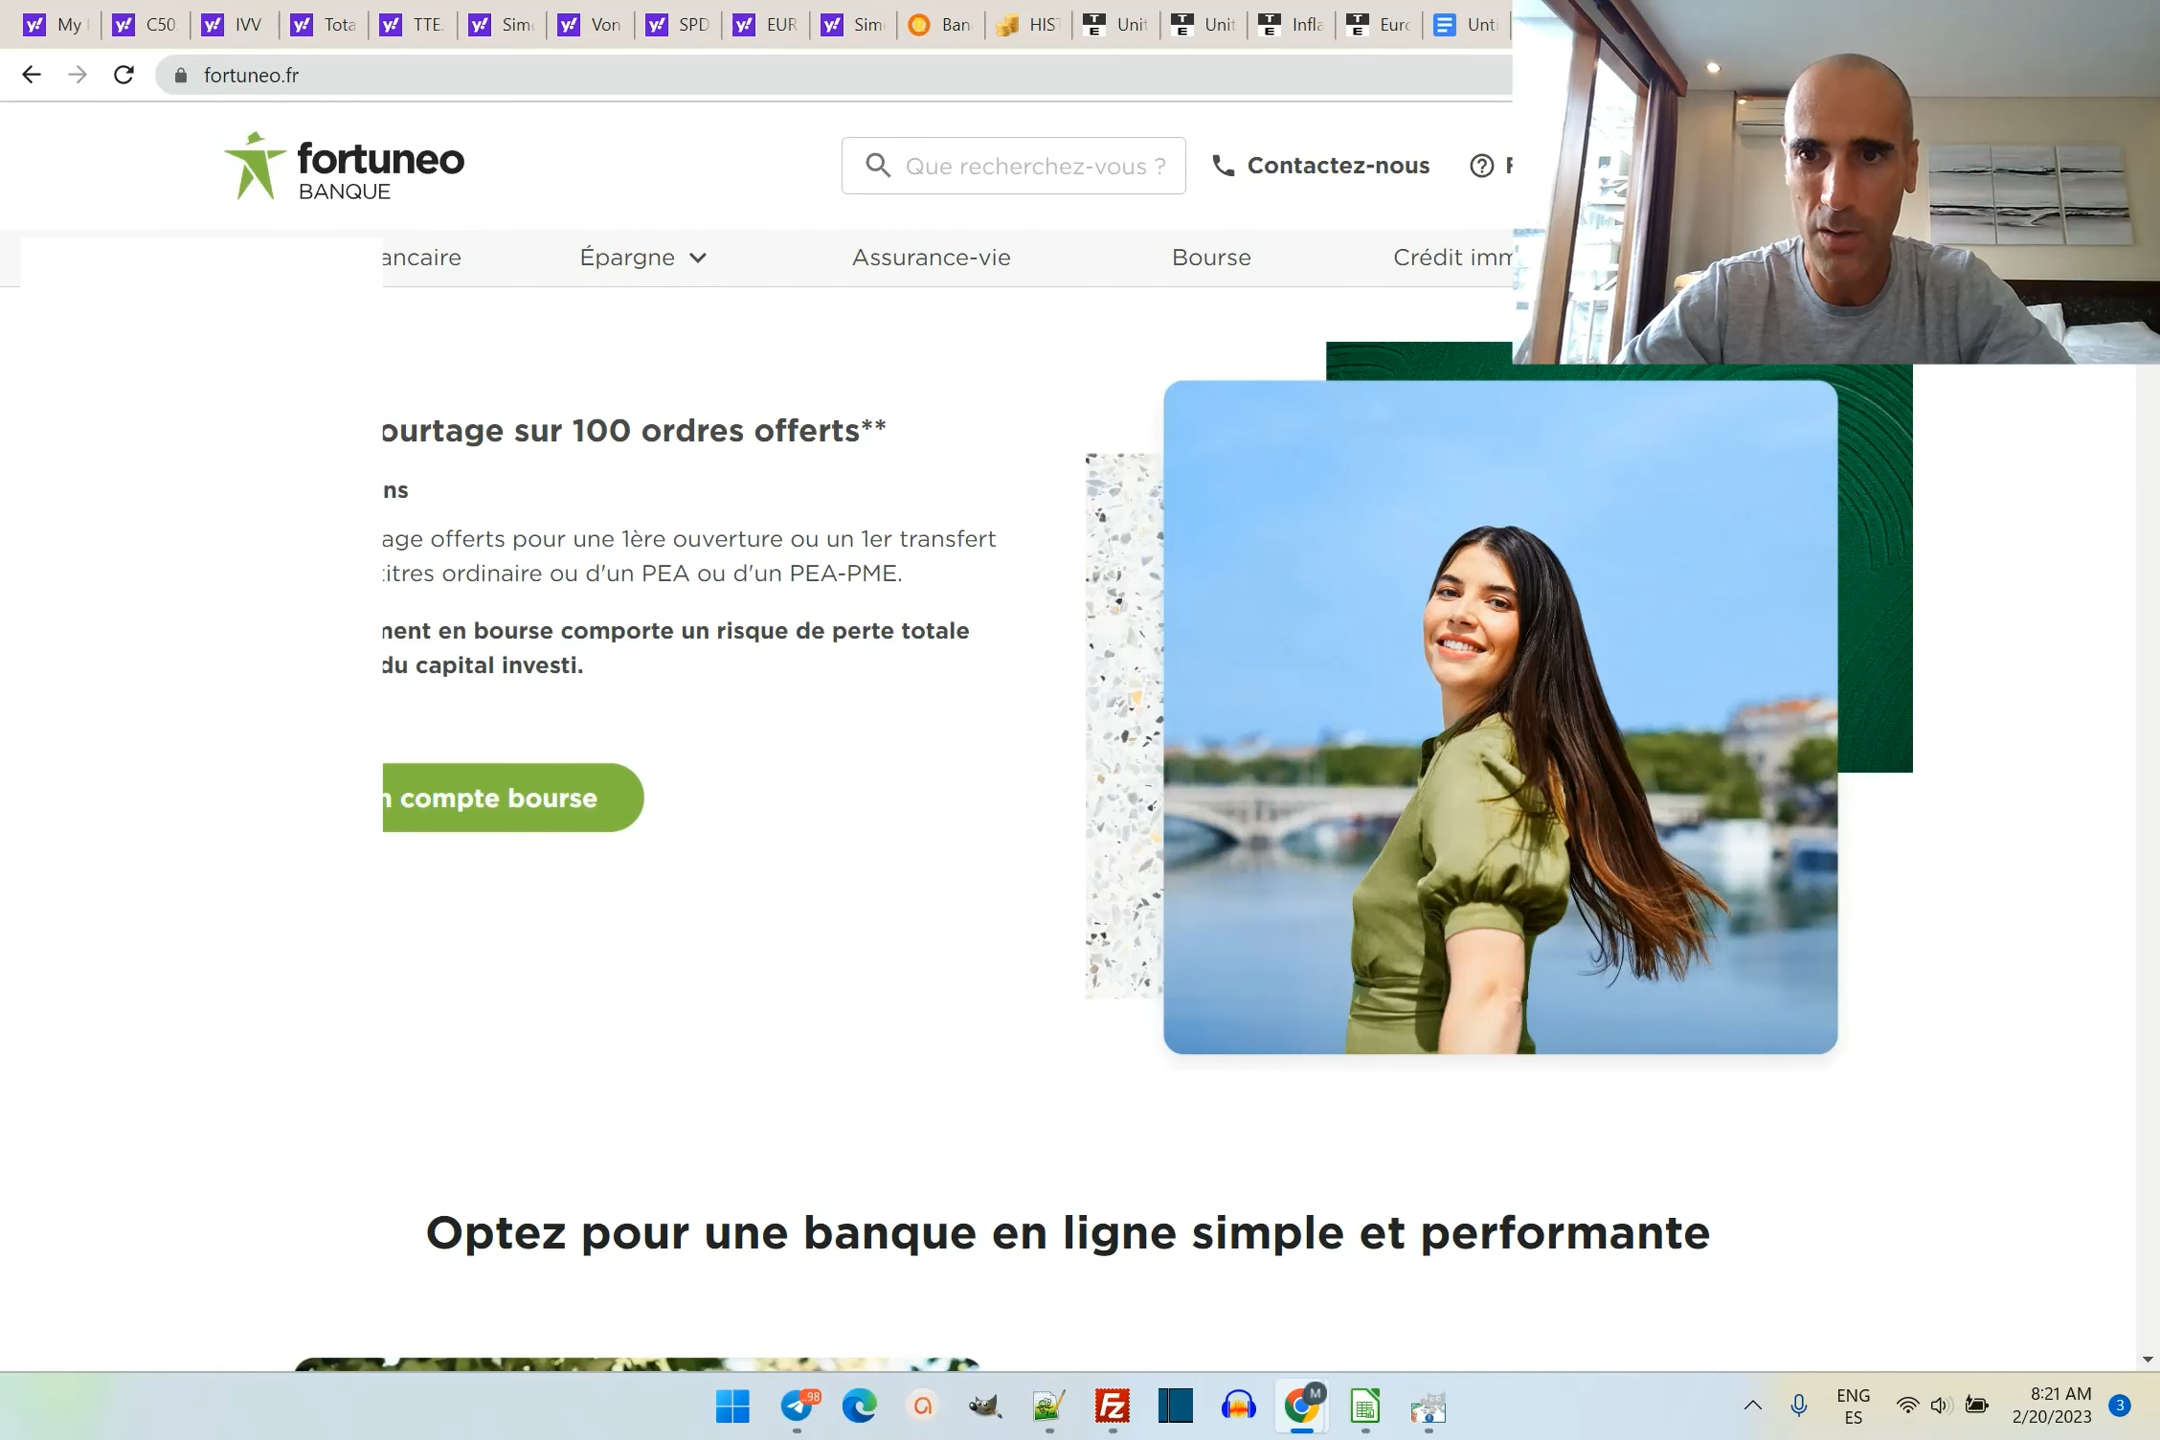 My
C50
IVV
Tota
TTE.
Sim
Von
SPD
EUR
Sim
Ban
HIS
Unit
Unit
Infla
Euro
Unti
fortuneo.fr
fortuneo
BANQUE
Que recherchez-vous ?
Contactez-nous
ancaire
Épargne
Assurance-vie
Bourse
Crédit imm
ourtage sur 100 ordres offerts**
ns
age offerts pour une 1ère ouverture ou un 1er transfert
titres ordinaire ou d'un PEA ou d'un PEA-PME.
ment en bourse comporte un risque de perte totale
du capital investi.
n compte bourse
Optez pour une banque en ligne simple et performante
98
M
ENG
ES
8:21 AM
2/20/2023
3